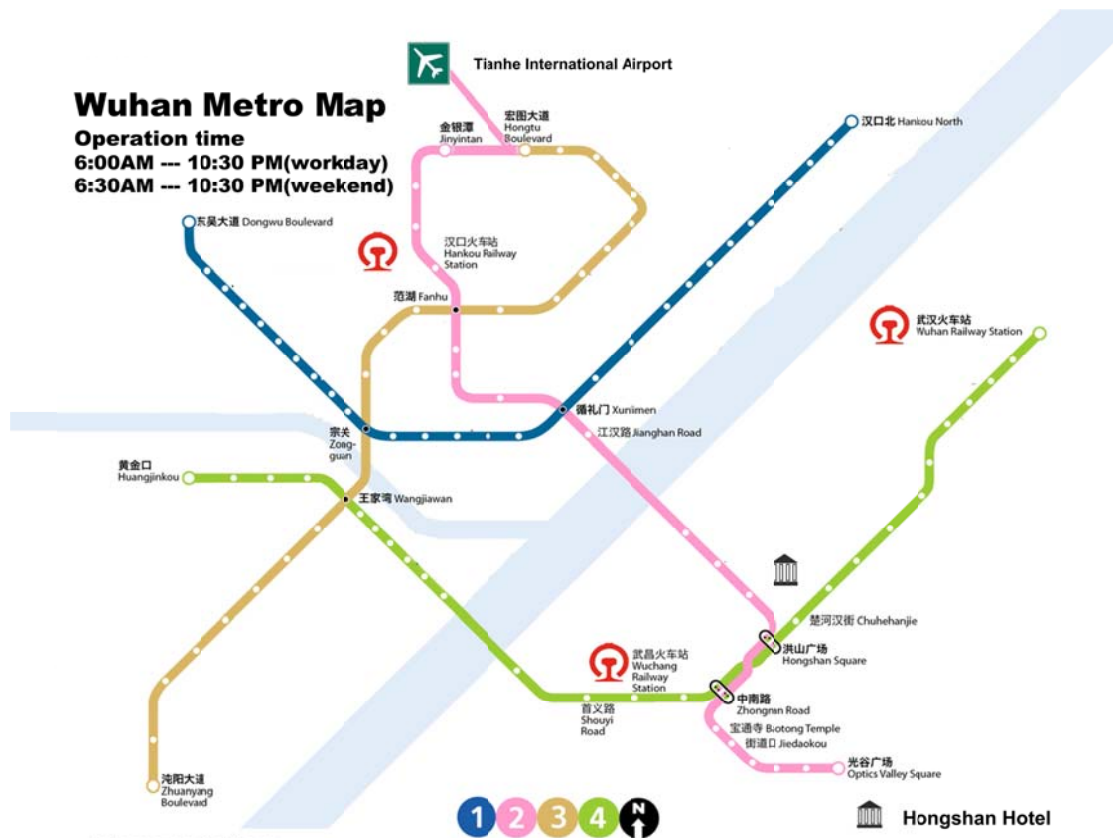 Tianhe International Airport
Wuhan Metro Map
Operation time
6:00AM --- 10:30 PM(workday)
6:30AM --- 10:30 PM(weekend)
金银潭
Jinyintan
宏图大道
Hongtu
Boulevard
汉口北 Hankou North
东吴大道 Dongwu Boulevard
汉口火车站
Hankou Railway
Station
范湖 Fanhu
武汉火车站
Wuhan Railway Station
循礼门 Xunlimen
江汉路 Jianghan Road
宗关
Zong-
guan
黄金口
Huangjinkou
王家湾 Wangjiawan
楚河汉街 Chuhehanjie
洪山广场
Hongshan Square
武昌火车站
Wuchang
Railway
Station
首义路
Shouyi
Road
中南路
Zhongnan Road
宝通寺 Baotong Temple
街道口 Jiedaokou
光谷广场
Optics Valley Square
沌阳大道
Zhuanyang
Boulevard
1 2 3 4 N
Hongshan Hotel